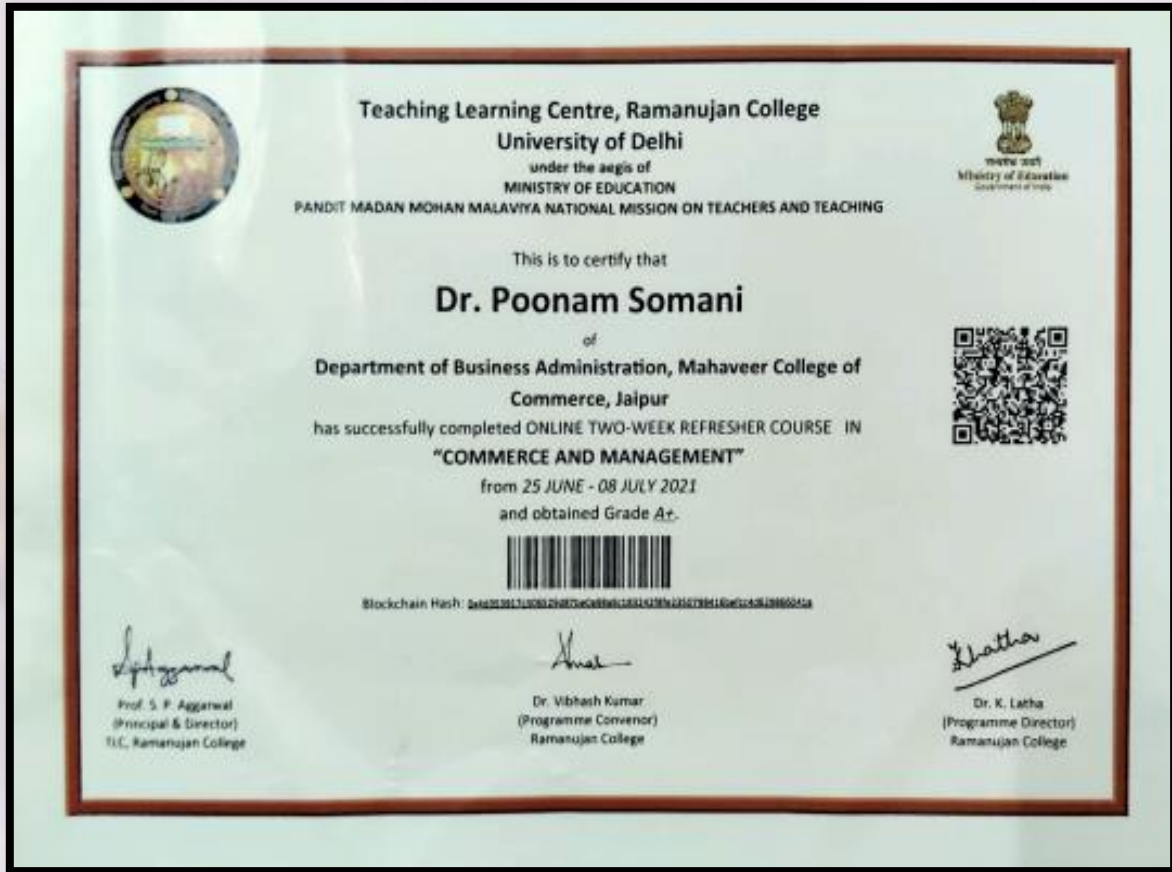 Teaching Learning Centre, Ramanujan College
University of Delhi
under the aegis of
MINISTRY OF EDUCATION
PANDIT MADAN MOHAN MALAVIYA NATIONAL MISSION ON TEACHERS AND TEACHING
Ministry of Education
Government of India
This is to certify that
Dr. Poonam Somani
of
Department of Business Administration, Mahaveer College of
Commerce, Jaipur
has successfully completed ONLINE TWO-WEEK REFRESHER COURSE IN
"COMMERCE AND MANAGEMENT"
from 25 JUNE - 08 JULY 2021
and obtained Grade A+.
Blockchain Hash:
Prof. S. P. Aggarwal
(Principal & Director)
TLC, Ramanujan College
Dr. Vibhash Kumar
(Programme Convenor)
Ramanujan College
Dr. K. Latha
(Programme Director)
Ramanujan College